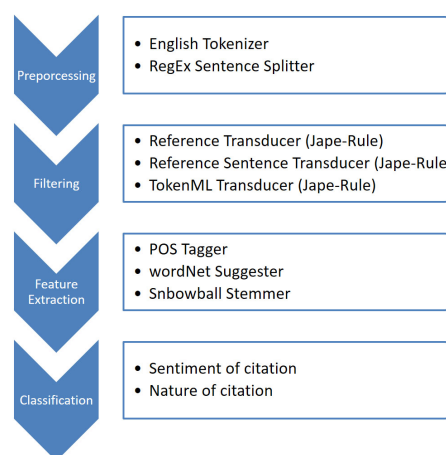 Preporcessing
• English Tokenizer
• RegEx Sentence Splitter
Filtering
• Reference Transducer (Jape-Rule)
• Reference Sentence Transducer (Jape-Rule
• TokenML Transducer (Jape-Rule)
Feature
Extraction
• POS Tagger
• wordNet Suggester
• Snbowball Stemmer
Classification
• Sentiment of citation
• Nature of citation